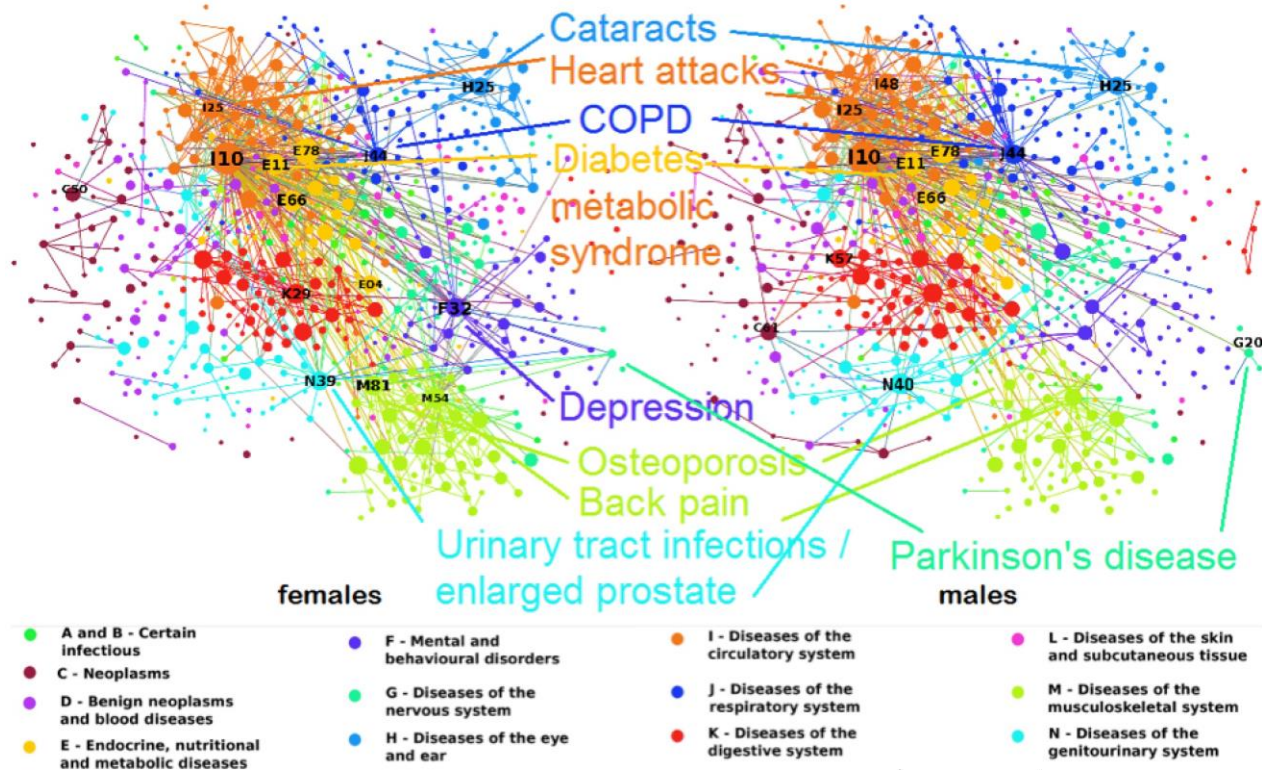 Cataracts
Heart attacks
COPD
Diabetes
metabolic
syndrome
Depression
Osteoporosis
Back pain
Urinary tract infections /
enlarged prostate
Parkinson's disease
I25
H25
I10
E78
E11
J44
E66
C50
K29
E04
F32
N39
M81
M54
I48
I25
H25
I10
E78
E11
J44
E66
K57
C61
G20
N40
females
males
A and B - Certain
infectious
C - Neoplasms
D - Benign neoplasms
and blood diseases
E - Endocrine, nutritional
and metabolic diseases
F - Mental and
behavioural disorders
G - Diseases of the
nervous system
H - Diseases of the eye
and ear
I - Diseases of the
circulatory system
J - Diseases of the
respiratory system
K - Diseases of the
digestive system
L - Diseases of the skin
and subcutaneous tissue
M - Diseases of the
musculoskeletal system
N - Diseases of the
genitourinary system